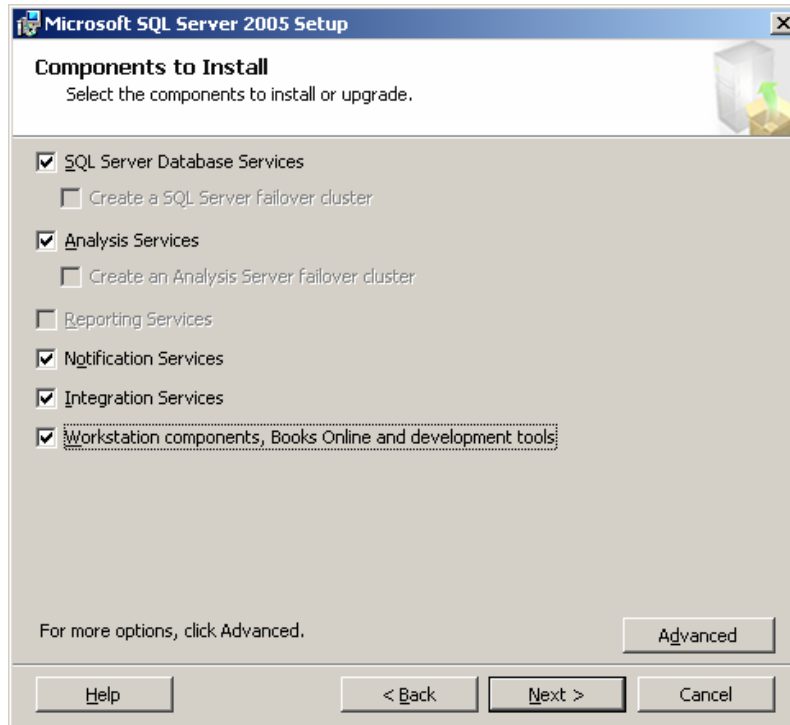 Microsoft SQL Server 2005 Setup
Components to Install
Select the components to install or upgrade.
SQL Server Database Services
Create a SQL Server failover cluster
Analysis Services
Create an Analysis Server failover cluster
Reporting Services
Notification Services
Integration Services
Workstation components, Books Online and development tools
For more options, click Advanced.
Advanced
Help
< Back
Next >
Cancel